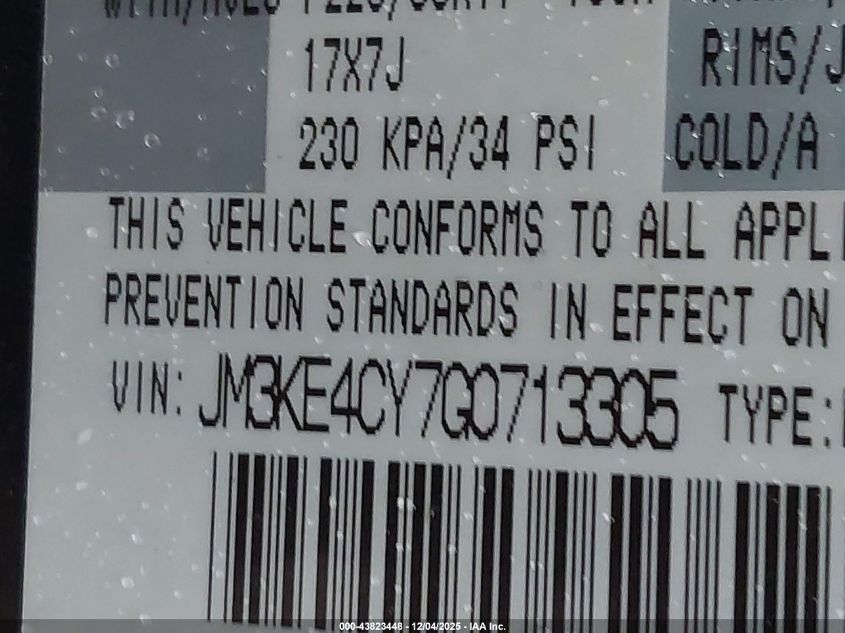 17X7J RIMS/J
230 KPA/34 PSI COLD/A
THIS VEHICLE CONFORMS TO ALL APPLI
PREVENTION STANDARDS IN EFFECT ON
VIN: JM3KE4CY7G0713305 TYPE:
000-43823448 - 12/04/2025 - IAA Inc.